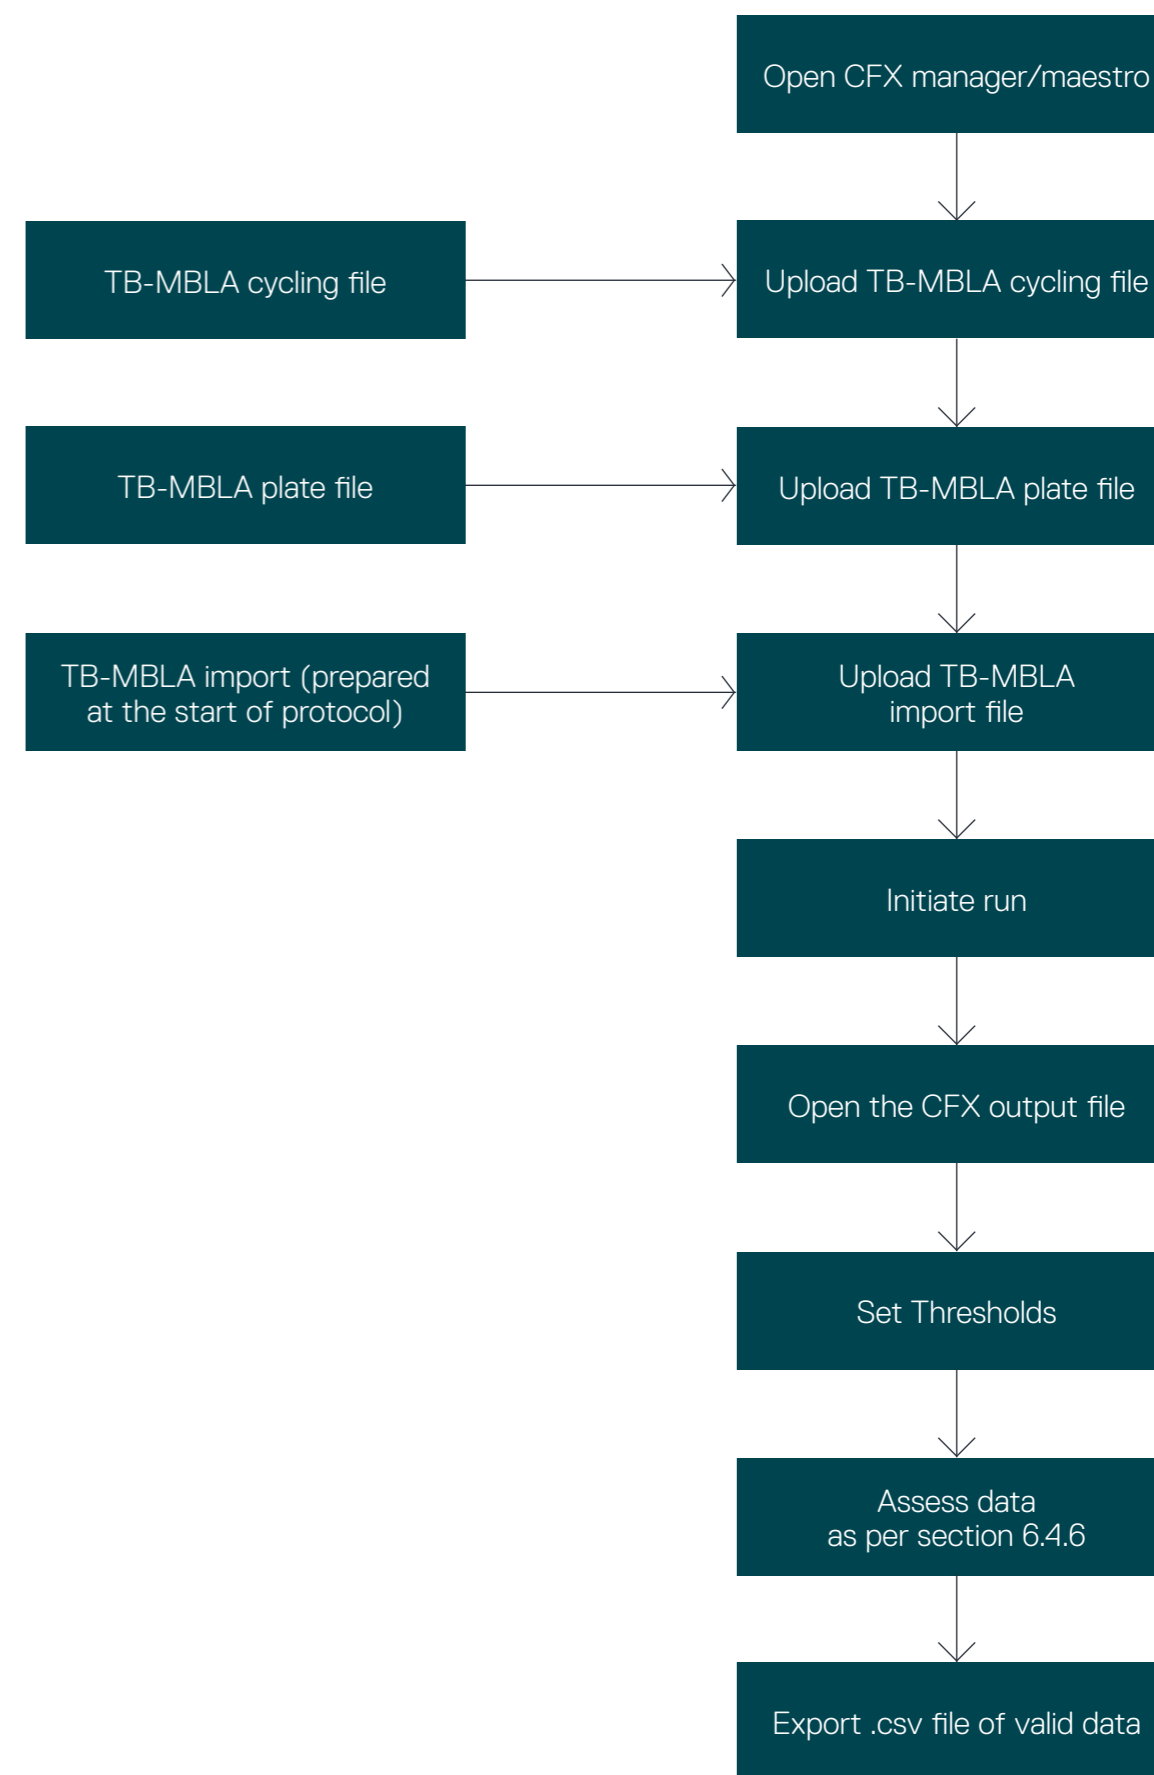 Open CFX manager/maestro
TB-MBLA cycling file
Upload TB-MBLA cycling file
TB-MBLA plate file
Upload TB-MBLA plate file
TB-MBLA import (prepared
at the start of protocol)
Upload TB-MBLA
import file
Initiate run
Open the CFX output file
Set Thresholds
Assess data
as per section 6.4.6
Export .csv file of valid data